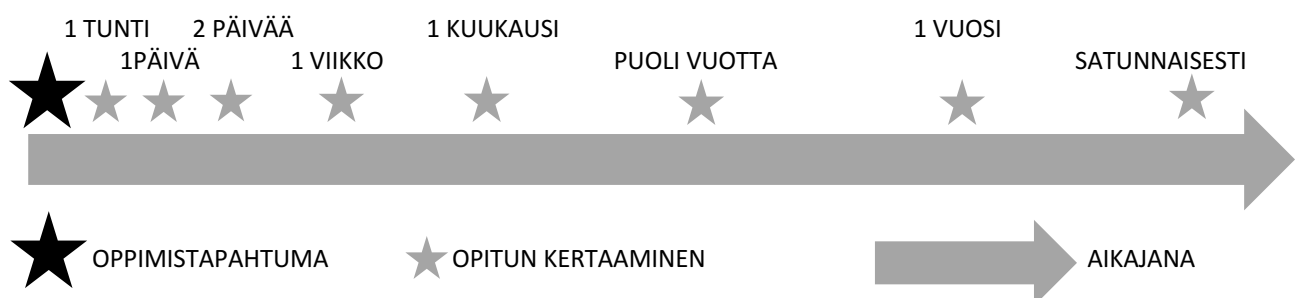 1 TUNTI 2 PÄIVÄÄ 1 KUUKAUSI 1 VUOSI
1PÄIVÄ 1 VIIKKO PUOLI VUOTTA SATUNNAISESTI
OPPIMISTAPAHTUMA OPITUN KERTAAMINEN AIKAJANA